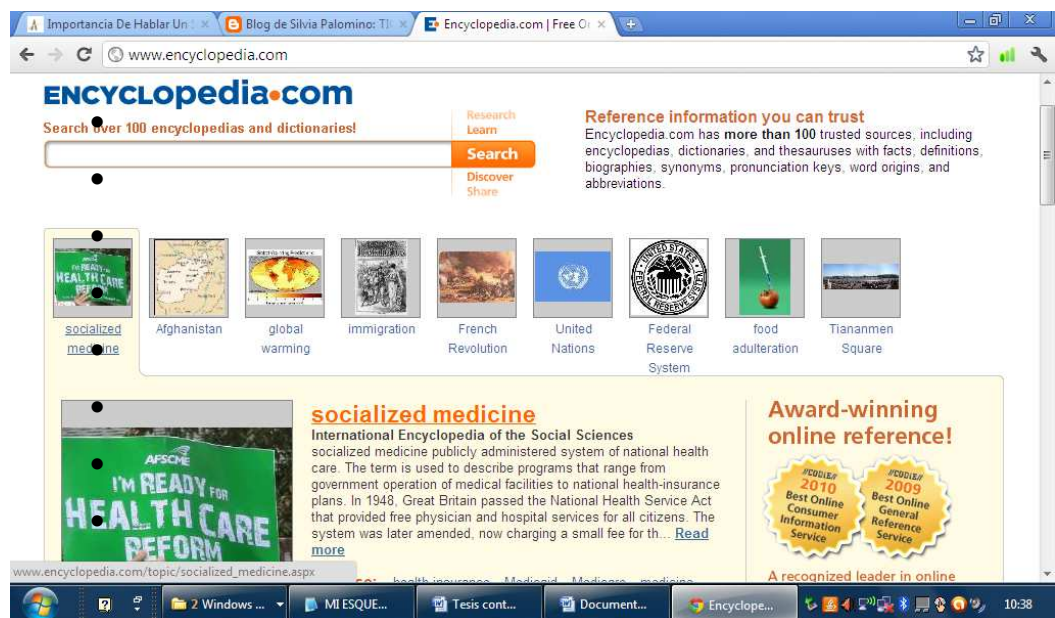 Importancia De Hablar Un
Blog de Silvia Palomino: TIC
Encyclopedia.com | Free O
www.encyclopedia.com
ENCYCLopedia.com
Search over 100 encyclopedias and dictionaries!
Research
Learn
Search
Discover
Share
Reference information you can trust
Encyclopedia.com has more than 100 trusted sources, including
encyclopedias, dictionaries, and thesauruses with facts, definitions,
biographies, synonyms, pronunciation keys, word origins, and
abbreviations.
socialized
medicine
Afghanistan
global
warming
immigration
French
Revolution
United
Nations
Federal
Reserve
System
food
adulteration
Tiananmen
Square
AFSCME
I'M READY FOR
HEALTH CARE
REFORM
socialized medicine
International Encyclopedia of the Social Sciences
socialized medicine publicly administered system of national health
care. The term is used to describe programs that range from
government operation of medical facilities to national health-insurance
plans. In 1948, Great Britain passed the National Health Service Act
that provided free physician and hospital services for all citizens. The
system was later amended, now charging a small fee for th... Read
more
health insurance Medicaid Medicare medicine
Award-winning
online reference!
CODiE
2010
Best Online
Consumer
Information
Service
CODiE
2009
Best Online
General
Reference
Service
A recognized leader in online
www.encyclopedia.com/topic/socialized_medicine.aspx
2 Windows ...
MI ESQUE...
Tesis cont...
Document...
Encyclope...
10:38